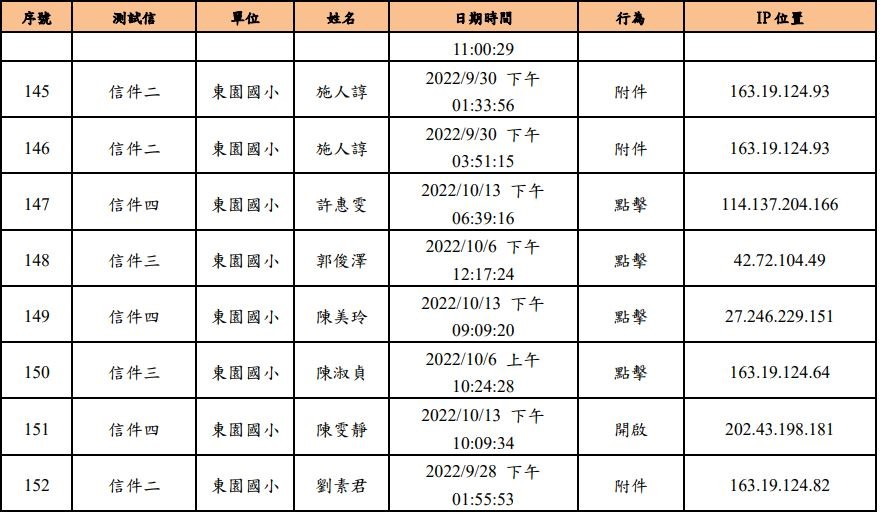 序號 測試信 單位 姓名 日期時間 行為 IP 位置
11:00:29
145 信件二 東園國小 施人諄 2022/9/30 下午 附件 163.19.124.93
01:33:56
146 信件二 東園國小 施人諄 2022/9/30 下午 附件 163.19.124.93
03:51:15
147 信件四 東園國小 許惠雯 2022/10/13 下午 點擊 114.137.204.166
06:39:16
148 信件三 東園國小 郭俊澤 2022/10/6 下午 點擊 42.72.104.49
12:17:24
149 信件四 東園國小 陳美玲 2022/10/13 下午 點擊 27.246.229.151
09:09:20
150 信件三 東園國小 陳淑貞 2022/10/6 上午 點擊 163.19.124.64
10:24:28
151 信件四 東園國小 陳雯靜 2022/10/13 下午 開啟 202.43.198.181
10:09:34
152 信件二 東園國小 劉素君 2022/9/28 下午 附件 163.19.124.82
01:55:53